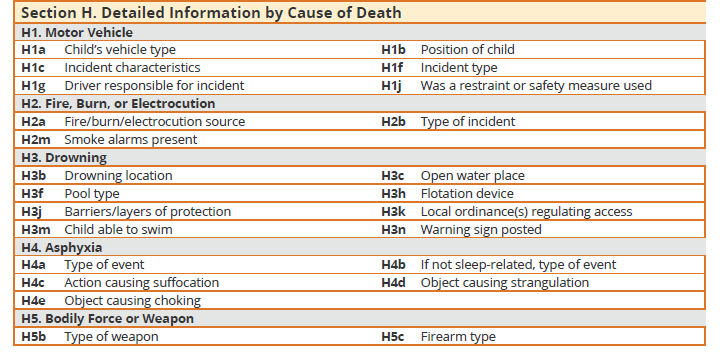 Section H. Detailed Information by Cause of Death
H1. Motor Vehicle
H1a Child's vehicle type H1b Position of child
H1c Incident characteristics H1f Incident type
H1g Driver responsible for incident H1j Was a restraint or safety measure used
H2. Fire, Burn, or Electrocution
H2a Fire/burn/electrocution source H2b Type of incident
H2m Smoke alarms present
H3. Drowning
H3b Drowning location H3c Open water place
H3f Pool type H3h Flotation device
H3j Barriers/layers of protection H3k Local ordinance(s) regulating access
H3m Child able to swim H3n Warning sign posted
H4. Asphyxia
H4a Type of event H4b If not sleep-related, type of event
H4c Action causing suffocation H4d Object causing strangulation
H4e Object causing choking
H5. Bodily Force or Weapon
H5b Type of weapon H5c Firearm type